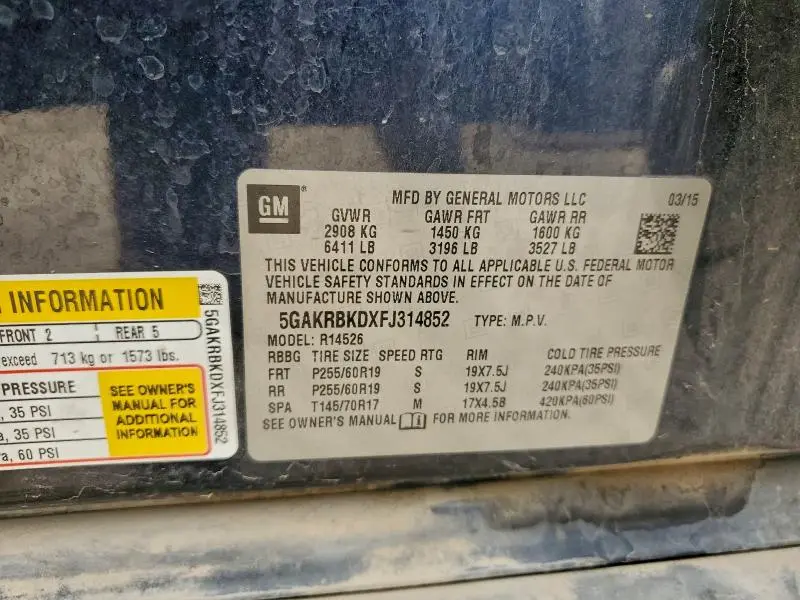 GM
MFD BY GENERAL MOTORS LLC 03/15
GVWR GAWR FRT GAWR RR
2908 KG 1450 KG 1600 KG
6411 LB 3196 LB 3527 LB
THIS VEHICLE CONFORMS TO ALL APPLICABLE U.S. FEDERAL MOTOR
VEHICLE SAFETY STANDARDS IN EFFECT ON THE DATE OF
MANUFACTURE SHOWN ABOVE.
5GAKRBKDXFJ314852 TYPE: M.P.V.
MODEL: R14526
RBBG TIRE SIZE SPEED RTG RIM COLD TIRE PRESSURE
FRT P255/60R19 S 19X7.5J 240KPA(35PSI)
RR P255/60R19 S 19X7.5J 240KPA(35PSI)
SPA T145/70R17 M 17X4.5B 420KPA(60PSI)
SEE OWNER'S MANUAL FOR MORE INFORMATION.
INFORMATION
FRONT 2 REAR 5
exceed 713 kg or 1573 lbs.
PRESSURE
, 35 PSI
a, 35 PSI
a, 60 PSI
SEE OWNER'S
MANUAL FOR
ADDITIONAL
INFORMATION
5GAKRBKDXFJ314852